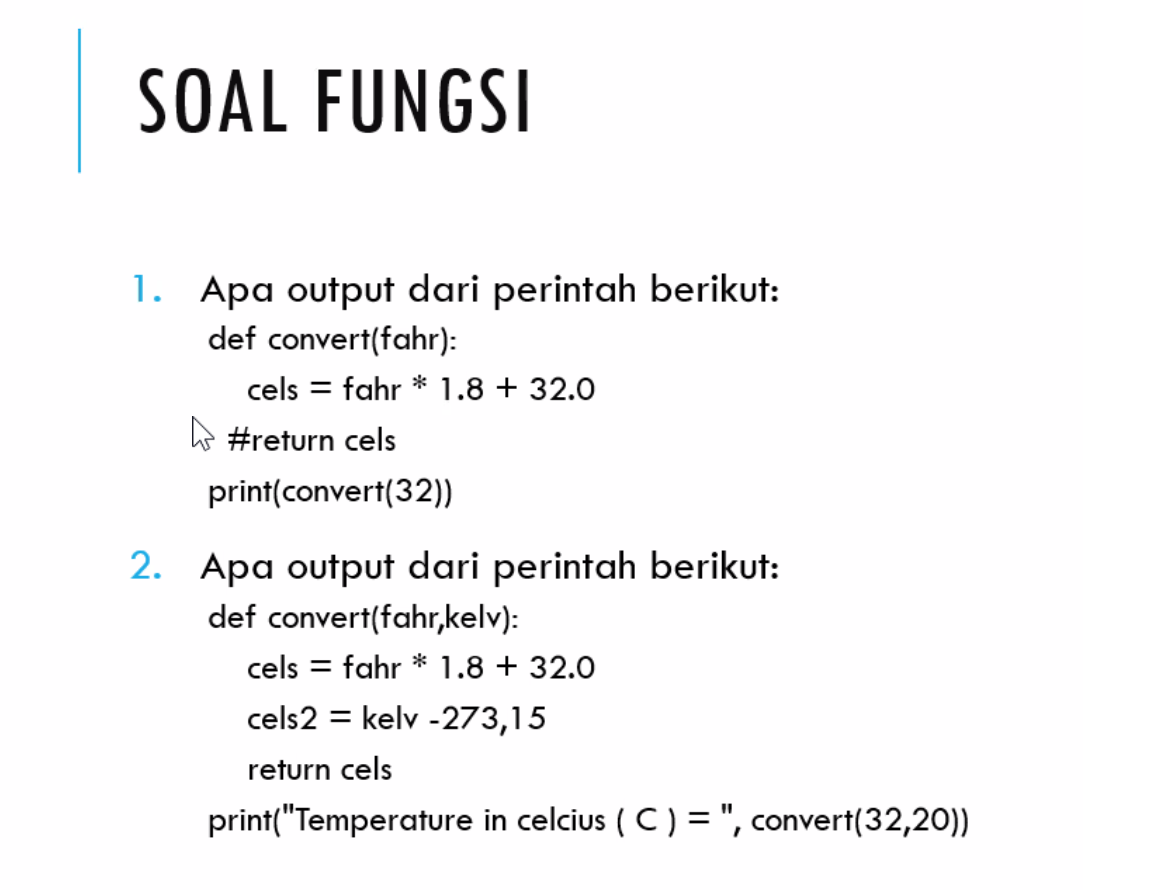 SOAL FUNGSI
1. Apa output dari perintah berikut:
def convert(fahr):
cels = fahr * 1.8 + 32.0
#return cels
print(convert(32))
2. Apa output dari perintah berikut:
def convert(fahr,kelv):
cels = fahr * 1.8 + 32.0
cels2 = kelv -273,15
return cels
print("Temperature in celcius ( C ) = ", convert(32,20))